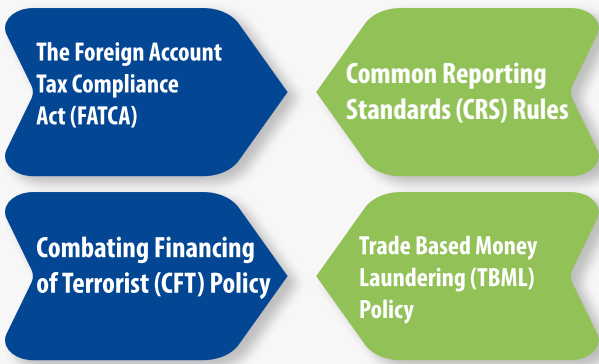 The Foreign Account
Tax Compliance
Act (FATCA)
Common Reporting
Standards (CRS) Rules
Combating Financing
of Terrorist (CFT) Policy
Trade Based Money
Laundering (TBML)
Policy